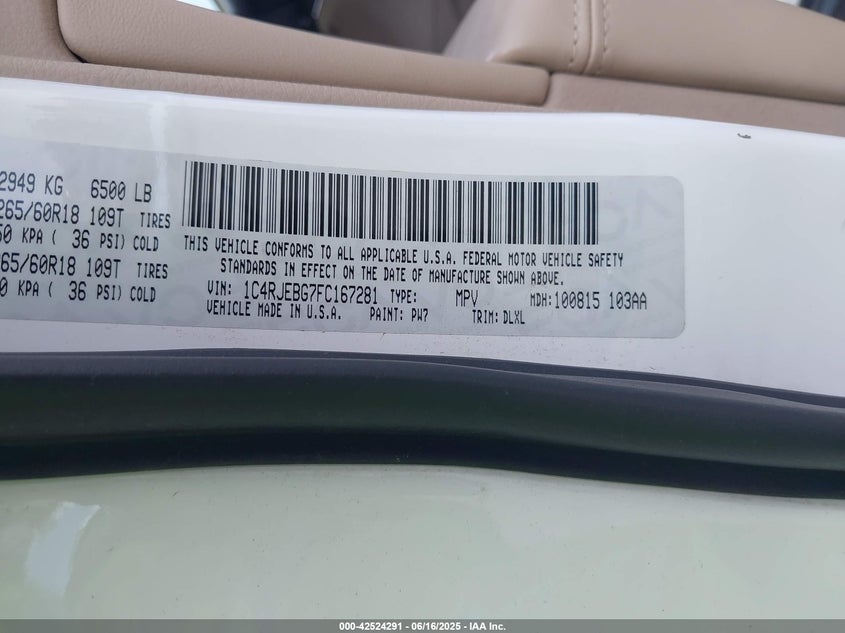 2949 KG 6500 LB
265/60R18 109T TIRES
50 KPA ( 36 PSI) COLD
65/60R18 109T TIRES
0 KPA ( 36 PSI) COLD
THIS VEHICLE CONFORMS TO ALL APPLICABLE U.S.A. FEDERAL MOTOR VEHICLE SAFETY
STANDARDS IN EFFECT ON THE DATE OF MANUFACTURE SHOWN ABOVE.
VIN: 1C4RJEBG7FC167281 TYPE: MPV MDH:100815 103AA
VEHICLE MADE IN U.S.A. PAINT: PW7 TRIM: DLXL
000-42524291 - 06/16/2025 - IAA Inc.